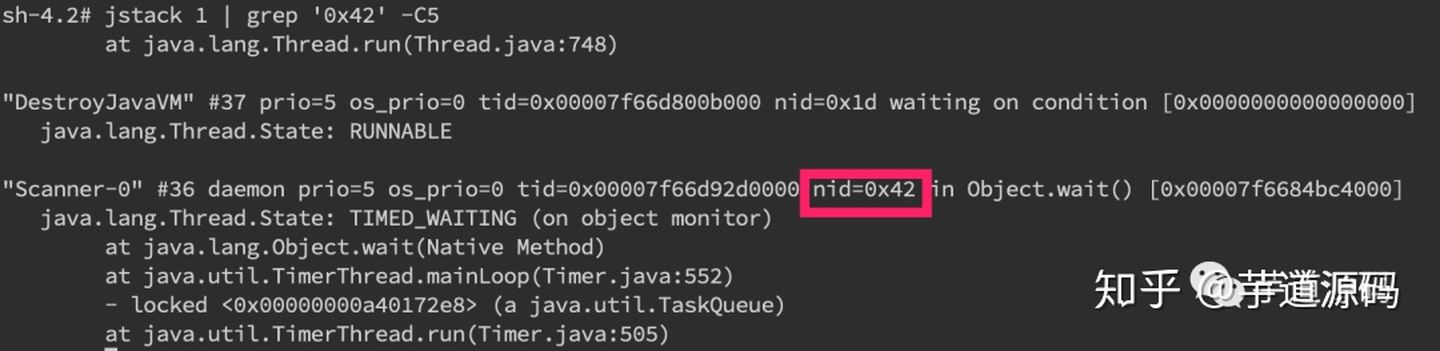 sh-4.2# jstack 1 | grep '0x42' -C5
at java.lang.Thread.run(Thread.java:748)
"DestroyJavaVM" #37 prio=5 os_prio=0 tid=0x00007f66d800b000 nid=0x1d waiting on condition [0x0000000000000000]
java.lang.Thread.State: RUNNABLE
"Scanner-0" #36 daemon prio=5 os_prio=0 tid=0x00007f66d92d0000 nid=0x42 in Object.wait() [0x00007f6684bc4000]
java.lang.Thread.State: TIMED_WAITING (on object monitor)
at java.lang.Object.wait(Native Method)
at java.util.TimerThread.mainLoop(Timer.java:552)
- locked <0x00000000a40172e8> (a java.util.TaskQueue)
at java.util.TimerThread.run(Timer.java:505)
知乎 @芋道源码